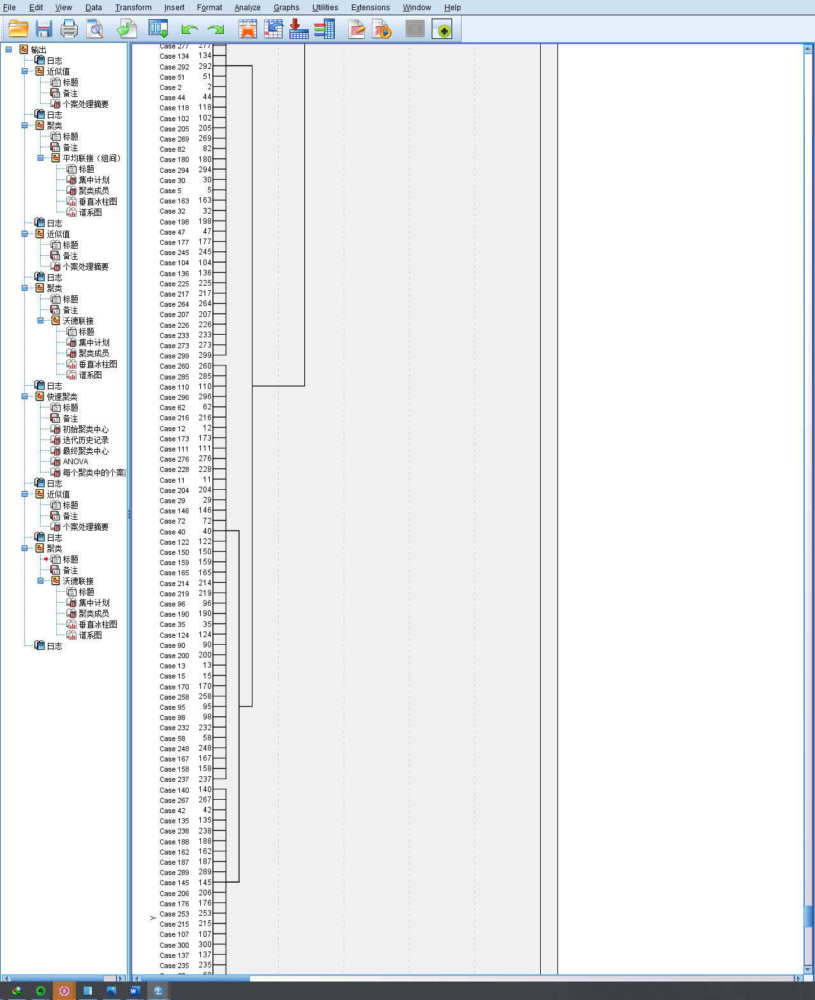 File Edit View Data Transform Insert Format Analyze Graphs Utilities Extensions Window Help
输出
日志
近似值
标题
备注
个案处理摘要
日志
聚类
标题
备注
平均联接（组间）
标题
集中计划
聚类成员
垂直冰柱图
谱系图
日志
近似值
标题
备注
个案处理摘要
日志
聚类
标题
备注
沃德联接
标题
集中计划
聚类成员
垂直冰柱图
谱系图
日志
快速聚类
标题
备注
初始聚类中心
迭代历史记录
最终聚类中心
ANOVA
每个聚类中的个案
日志
近似值
标题
备注
个案处理摘要
日志
聚类
标题
备注
沃德联接
标题
集中计划
聚类成员
垂直冰柱图
谱系图
日志
Case 277 277
Case 134 134
Case 292 292
Case 51 51
Case 2 2
Case 44 44
Case 118 118
Case 102 102
Case 205 205
Case 269 269
Case 82 82
Case 180 180
Case 294 294
Case 30 30
Case 5 5
Case 163 163
Case 32 32
Case 198 198
Case 47 47
Case 177 177
Case 245 245
Case 104 104
Case 136 136
Case 225 225
Case 217 217
Case 264 264
Case 207 207
Case 226 226
Case 233 233
Case 273 273
Case 299 299
Case 260 260
Case 285 285
Case 110 110
Case 296 296
Case 62 62
Case 216 216
Case 12 12
Case 173 173
Case 111 111
Case 276 276
Case 228 228
Case 11 11
Case 204 204
Case 29 29
Case 146 146
Case 72 72
Case 40 40
Case 122 122
Case 150 150
Case 159 159
Case 165 165
Case 214 214
Case 219 219
Case 96 96
Case 190 190
Case 35 35
Case 124 124
Case 90 90
Case 200 200
Case 13 13
Case 15 15
Case 170 170
Case 258 258
Case 95 95
Case 98 98
Case 232 232
Case 58 58
Case 248 248
Case 167 167
Case 158 158
Case 237 237
Case 140 140
Case 267 267
Case 42 42
Case 135 135
Case 238 238
Case 188 188
Case 162 162
Case 187 187
Case 289 289
Case 145 145
Case 206 206
Case 176 176
Case 253 253
Case 215 215
Case 107 107
Case 300 300
Case 137 137
Case 235 235
Y